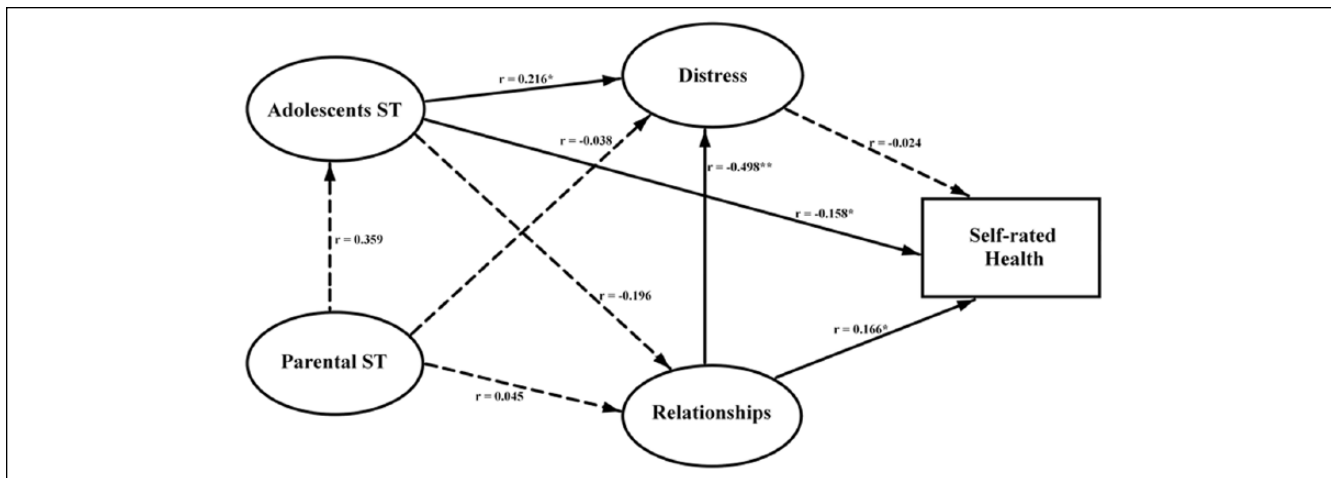 Distress
r = 0.216*
Adolescents ST
r = -0.038
r = -0.024
r = -0.498**
r = -0.158*
Self-rated
Health
r = 0.359
r = -0.196
r = 0.166*
Parental ST
r = 0.045
Relationships